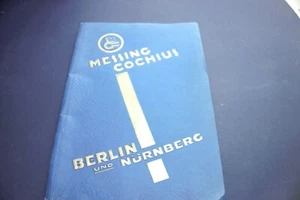 MESSING
COCHIUS
BERLIN
UND NÜRNBERG